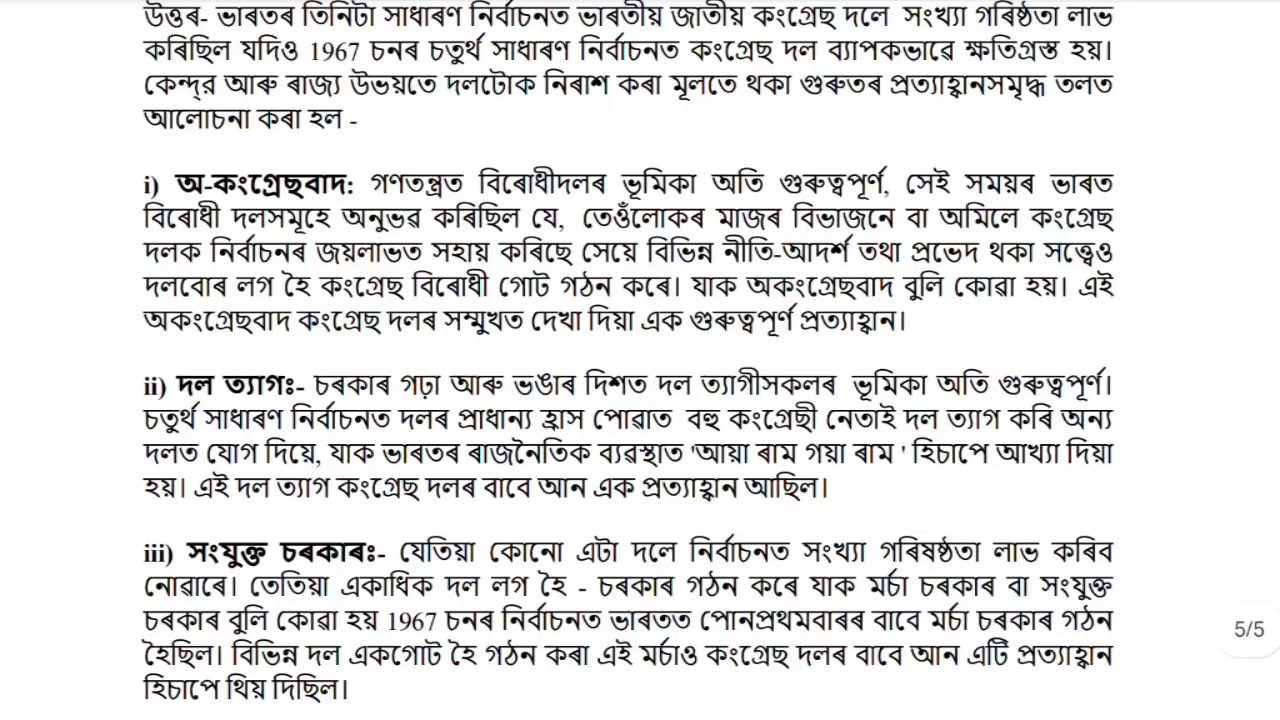 উত্তৰ- ভাৰতৰ তিনিটা সাধাৰণ নিৰ্বাচনত ভাৰতীয় জাতীয় কংগ্ৰেছ দলে সংখ্যা গৰিষ্ঠতা লাভ
কৰিছিল যদিও 1967 চনৰ চতুৰ্থ সাধাৰণ নিৰ্বাচনত কংগ্ৰেছ দল ব্যাপকভাৱে ক্ষতিগ্ৰস্ত হয়।
কেন্দ্ৰ আৰু ৰাজ্য উভয়তে দলটোক নিৰাশ কৰা মূলতে থকা গুৰুতৰ প্ৰত্যাহ্বানসমৃদ্ধ তলত
আলোচনা কৰা হল -
i) অ-কংগ্ৰেছবাদ: গণতন্ত্ৰত বিৰোধীদলৰ ভূমিকা অতি গুৰুত্বপূৰ্ণ, সেই সময়ৰ ভাৰত
বিৰোধী দলসমূহে অনুভৱ কৰিছিল যে, তেওঁলোকৰ মাজৰ বিভাজনে বা অমিলে কংগ্ৰেছ
দলক নিৰ্বাচনৰ জয়লাভত সহায় কৰিছে সেয়ে বিভিন্ন নীতি-আদৰ্শ তথা প্ৰভেদ থকা সত্ত্বেও
দলবোৰ লগ হৈ কংগ্ৰেছ বিৰোধী গোট গঠন কৰে। যাক অকংগ্ৰেছবাদ বুলি কোৱা হয়। এই
অকংগ্ৰেছবাদ কংগ্ৰেছ দলৰ সম্মুখত দেখা দিয়া এক গুৰুত্বপূৰ্ণ প্ৰত্যাহ্বান।
ii) দল ত্যাগঃ- চৰকাৰ গঢ়া আৰু ভঙাৰ দিশত দল ত্যাগীসকলৰ ভূমিকা অতি গুৰুত্বপূৰ্ণ।
চতুৰ্থ সাধাৰণ নিৰ্বাচনত দলৰ প্ৰাধান্য হ্ৰাস পোৱাত বহু কংগ্ৰেছী নেতাই দল ত্যাগ কৰি অন্য
দলত যোগ দিয়ে, যাক ভাৰতৰ ৰাজনৈতিক ব্যৱস্থাত 'আয়া ৰাম গয়া ৰাম ' হিচাপে আখ্যা দিয়া
হয়। এই দল ত্যাগ কংগ্ৰেছ দলৰ বাবে আন এক প্ৰত্যাহ্বান আছিল।
iii) সংযুক্ত চৰকাৰঃ- যেতিয়া কোনো এটা দলে নিৰ্বাচনত সংখ্যা গৰিষষ্ঠতা লাভ কৰিব
নোৱাৰে। তেতিয়া একাধিক দল লগ হৈ - চৰকাৰ গঠন কৰে যাক মৰ্চা চৰকাৰ বা সংযুক্ত
চৰকাৰ বুলি কোৱা হয় 1967 চনৰ নিৰ্বাচনত ভাৰতত পোনপ্ৰথমবাৰৰ বাবে মৰ্চা চৰকাৰ গঠন
হৈছিল। বিভিন্ন দল একগোট হৈ গঠন কৰা এই মৰ্চাও কংগ্ৰেছ দলৰ বাবে আন এটি প্ৰত্যাহ্বান
হিচাপে থিয় দিছিল।
5/5